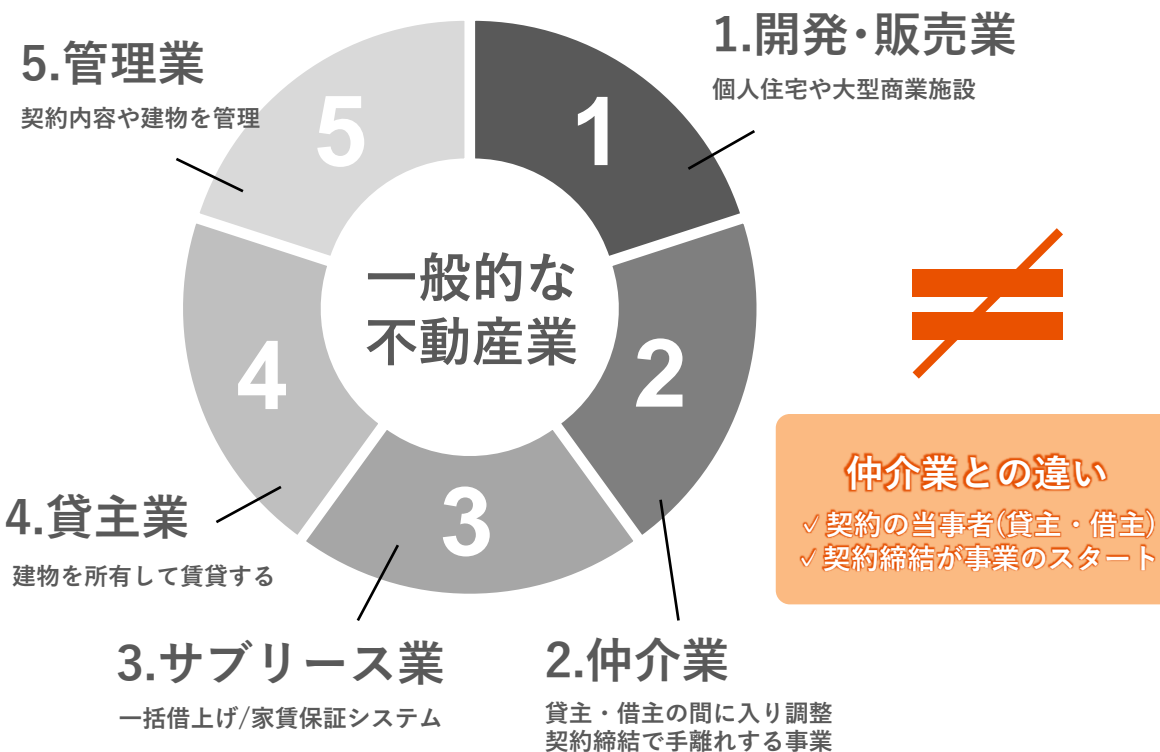 1.開発・販売業
個人住宅や大型商業施設
5.管理業
契約内容や建物を管理
5
1
一般的な
不動産業
4
2
3
仲介業との違い
✓契約の当事者(貸主・借主)
✓契約締結が事業のスタート
4.貸主業
建物を所有して賃貸する
3.サブリース業
一括借上げ/家賃保証システム
2.仲介業
貸主・借主の間に入り調整
契約締結で手離れする事業